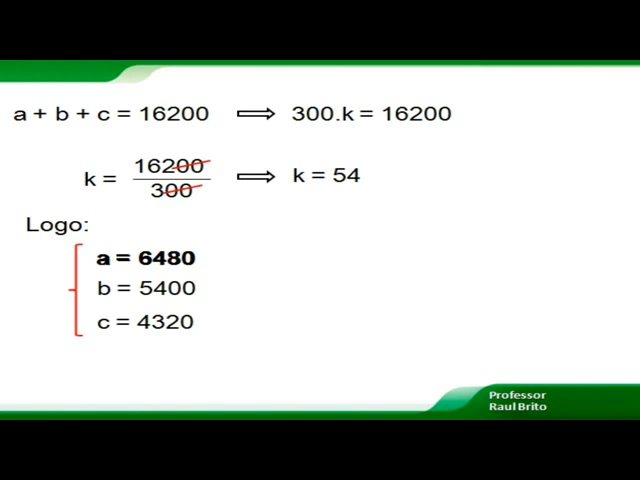 a + b + c = 16200 ⟹ 300.k = 16200
k = 16200/300 ⟹ k = 54
Logo:
a = 6480
b = 5400
c = 4320
Professor
Raul Brito